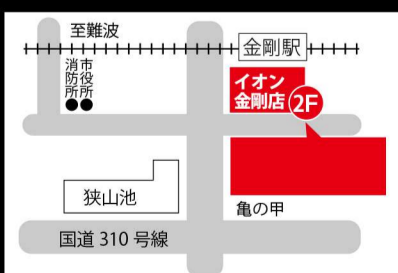 至難波
金剛駅
消防所
市役所
イオン
金剛店
2F
狭山池
亀の甲
国道 310 号線